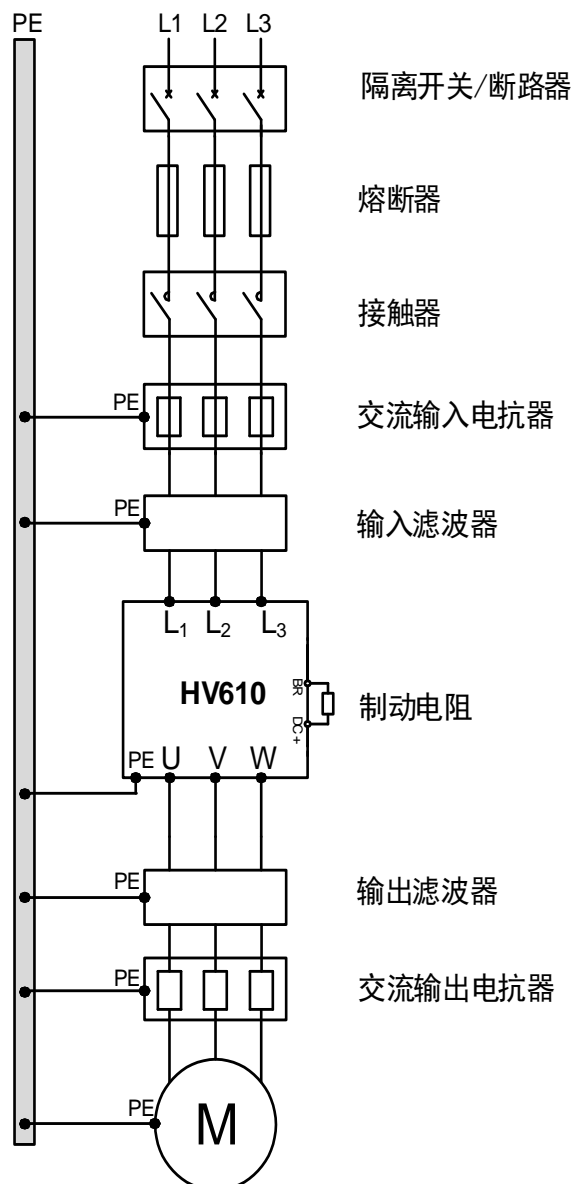 PE L1 L2 L3
隔离开关/断路器
熔断器
接触器
PE
交流输入电抗器
PE
输入滤波器
L1 L2 L3
HV610
BR
DC+
制动电阻
PE U V W
PE
输出滤波器
PE
交流输出电抗器
PE
M